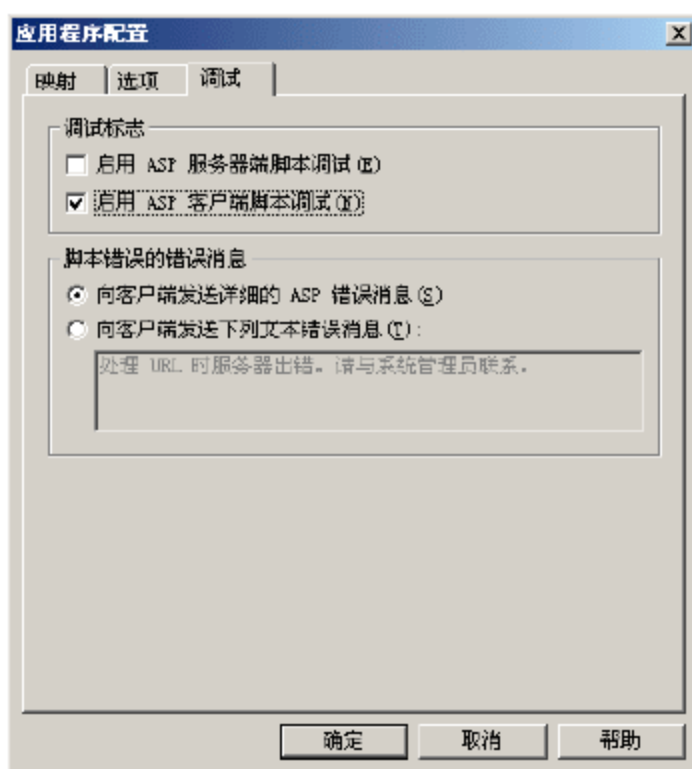 应用程序配置
映射 选项 调试
调试标志
启用 ASP 服务器端脚本调试(E)
启用 ASP 客户端脚本调试(N)
脚本错误的错误消息
向客户端发送详细的 ASP 错误消息(S)
向客户端发送下列文本错误消息(T):
处理 URL 时服务器出错。请与系统管理员联系。
确定 取消 帮助